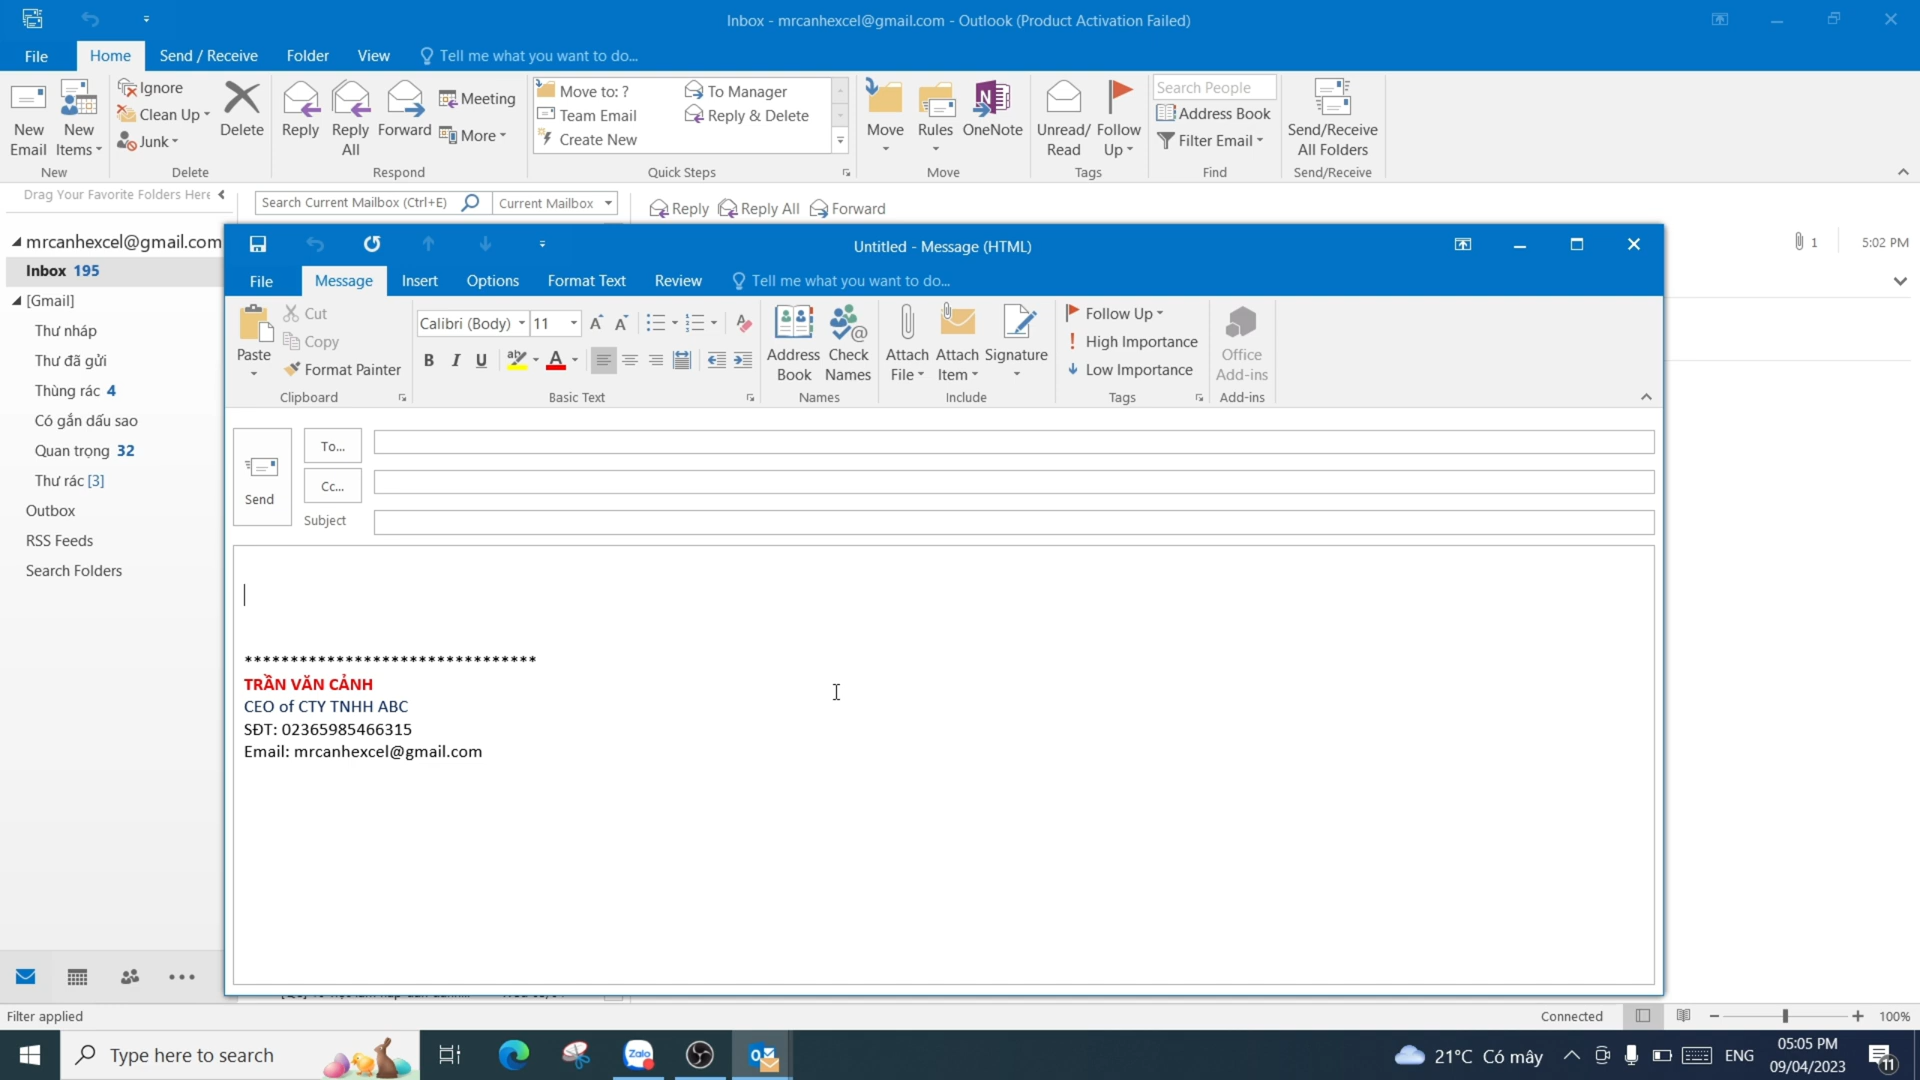 Inbox - mrcanhexcel@gmail.com - Outlook (Product Activation Failed)
File Home Send / Receive Folder View Tell me what you want to do...
New Email
New Items
Ignore
Clean Up
Junk
Delete
Reply
Reply All
Forward
Meeting
More
Move to: ?
Team Email
Create New
To Manager
Reply & Delete
Move
Rules
OneNote
Unread/ Read
Follow Up
Search People
Address Book
Filter Email
Send/Receive All Folders
New Delete Respond Quick Steps Move Tags Find Send/Receive
Drag Your Favorite Folders Here
Search Current Mailbox (Ctrl+E) Current Mailbox
Reply Reply All Forward
1 5:02 PM
mrcanhexcel@gmail.com
Inbox 195
[Gmail]
Thư nháp
Thư đã gửi
Thùng rác 4
Có gắn dấu sao
Quan trọng 32
Thư rác [3]
Outbox
RSS Feeds
Search Folders
Untitled - Message (HTML)
File Message Insert Options Format Text Review Tell me what you want to do...
Paste
Cut
Copy
Format Painter
Calibri (Body) 11
B I U
Address Book
Check Names
Attach File
Attach Item
Signature
Follow Up
High Importance
Low Importance
Office Add-ins
Clipboard Basic Text Names Include Tags Add-ins
Send
To...
Cc...
Subject
********************************
TRẦN VĂN CẢNH
CEO of CTY TNHH ABC
SĐT: 02365985466315
Email: mrcanhexcel@gmail.com
Filter applied
Connected 100%
Type here to search
Zalo
21°C Có mây
ENG
05:05 PM
09/04/2023
11